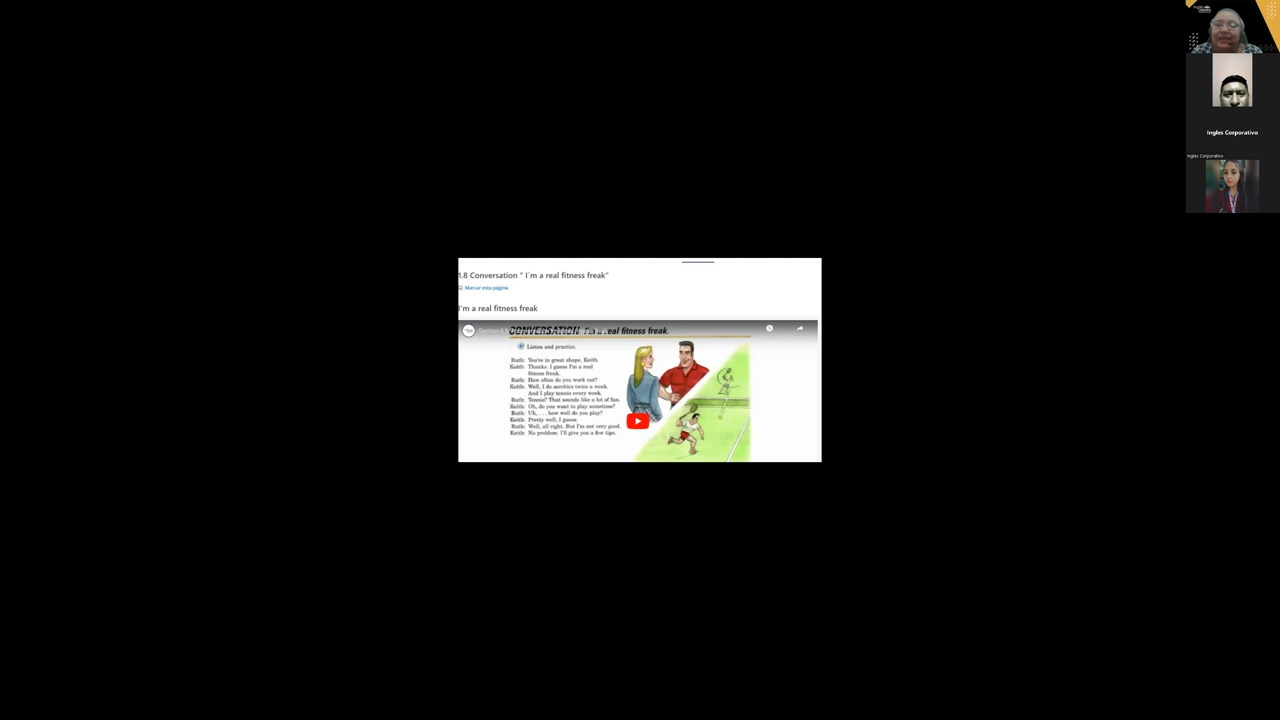 1.8 Conversation " I´m a real fitness freak"
Marcar esta página
I'm a real fitness freak
CONVERSATION I'm a real fitness freak.
Listen and practice.
Ruth: You're in great shape, Keith.
Keith: Thanks. I guess I'm a real
fitness freak.
Ruth: How often do you work out?
Keith: Well, I do aerobics twice a week.
And I play tennis every week.
Ruth: Tennis? That sounds like a lot of fun.
Keith: Oh, do you want to play sometime?
Ruth: Uh, . . . how well do you play?
Keith: Pretty well, I guess.
Ruth: Well, all right. But I'm not very good.
Keith: No problem. I'll give you a few tips.
Ingles Corporativo
Ingles Corporativo